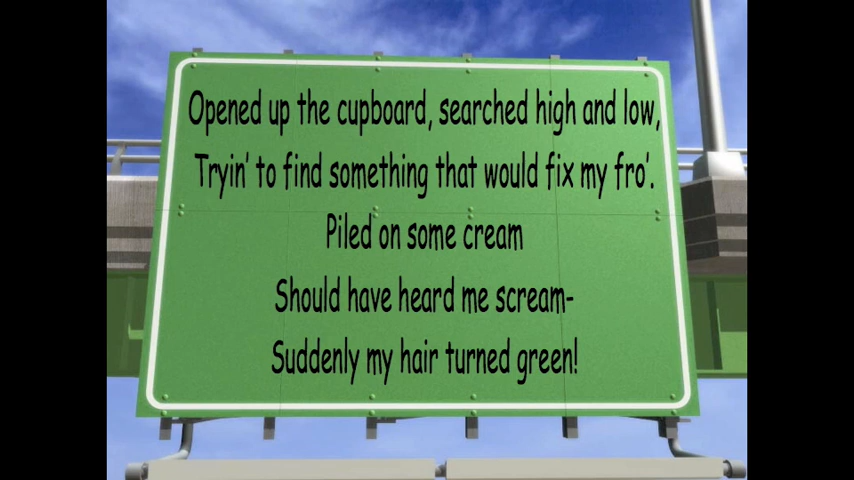 Opened up the cupboard, searched high and low,
Tryin' to find something that would fix my fro'.
Piled on some cream
Should have heard me scream-
Suddenly my hair turned green!